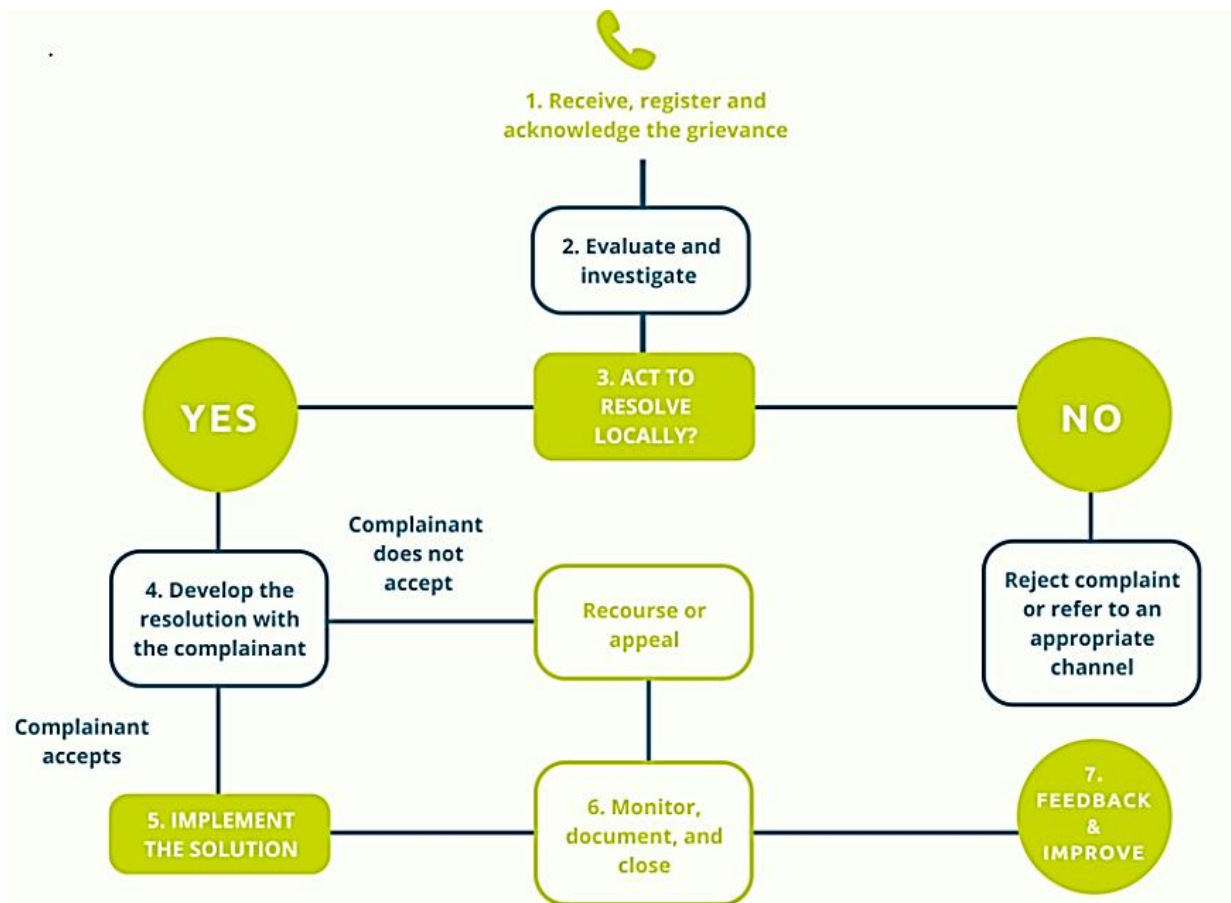 1. Receive, register and
acknowledge the grievance
2. Evaluate and
investigate
3. ACT TO
RESOLVE
LOCALLY?
YES
NO
Complainant
does not
accept
4. Develop the
resolution with
the complainant
Recourse or
appeal
Reject complaint
or refer to an
appropriate
channel
Complainant
accepts
5. IMPLEMENT
THE SOLUTION
6. Monitor,
document, and
close
7.
FEEDBACK
&
IMPROVE